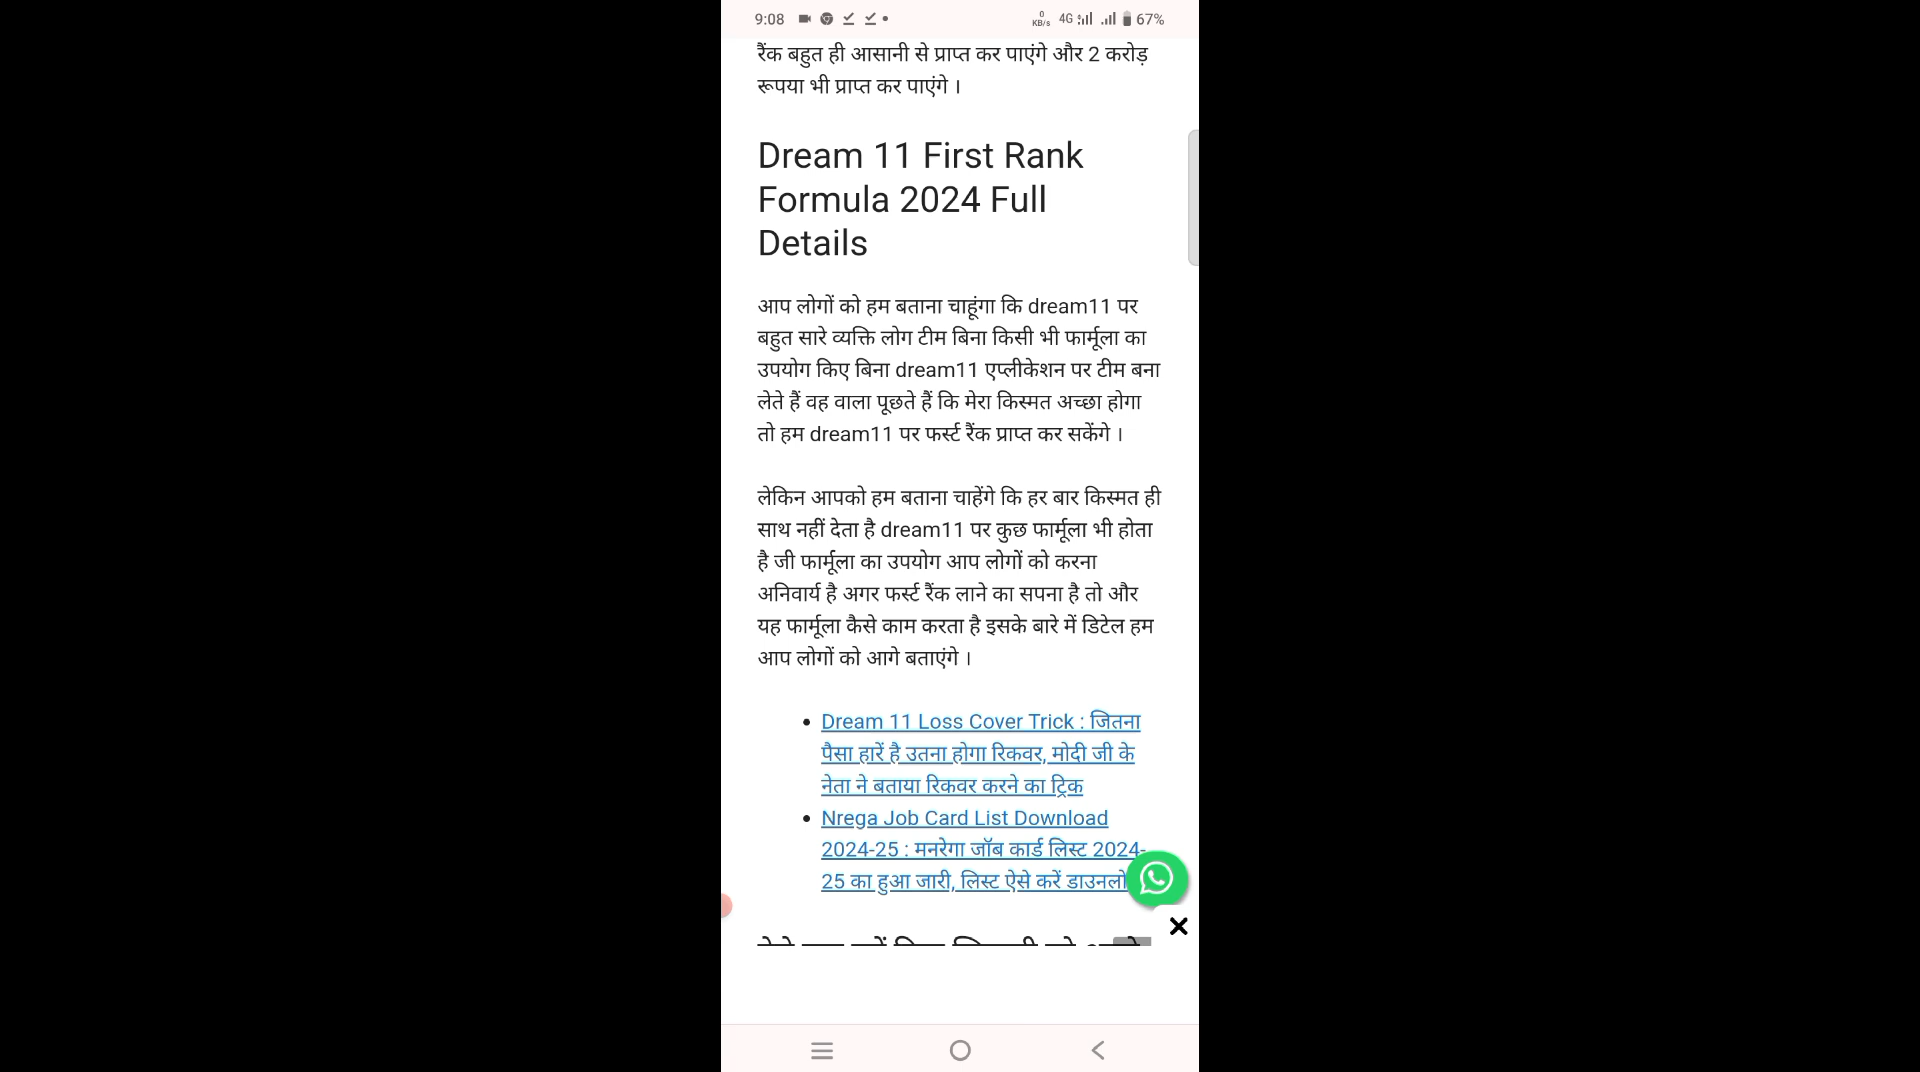 9:08
0
KB/s
4G
67%
रैंक बहुत ही आसानी से प्राप्त कर पाएंगे और 2 करोड़
रूपया भी प्राप्त कर पाएंगे ।
Dream 11 First Rank
Formula 2024 Full
Details
आप लोगों को हम बताना चाहूंगा कि dream11 पर
बहुत सारे व्यक्ति लोग टीम बिना किसी भी फार्मूला का
उपयोग किए बिना dream11 एप्लीकेशन पर टीम बना
लेते हैं वह वाला पूछते हैं कि मेरा किस्मत अच्छा होगा
तो हम dream11 पर फर्स्ट रैंक प्राप्त कर सकेंगे ।
लेकिन आपको हम बताना चाहेंगे कि हर बार किस्मत ही
साथ नहीं देता है dream11 पर कुछ फार्मूला भी होता
है जी फार्मूला का उपयोग आप लोगों को करना
अनिवार्य है अगर फर्स्ट रैंक लाने का सपना है तो और
यह फार्मूला कैसे काम करता है इसके बारे में डिटेल हम
आप लोगों को आगे बताएंगे ।
Dream 11 Loss Cover Trick : जितना
पैसा हारें है उतना होगा रिकवर, मोदी जी के
नेता ने बताया रिकवर करने का ट्रिक
Nrega Job Card List Download
2024-25 : मनरेगा जॉब कार्ड लिस्ट 2024-
25 का हुआ जारी, लिस्ट ऐसे करें